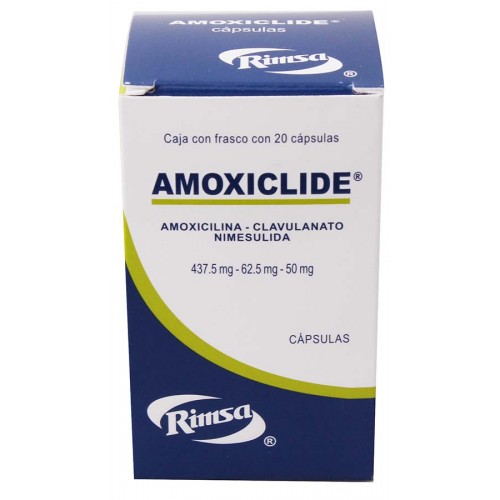 AMOXICLIDE®
cápsulas
Rimsa®
Caja con frasco con 20 cápsulas
AMOXICLIDE®
AMOXICILINA - CLAVULANATO
NIMESULIDA
437.5 mg - 62.5 mg - 50 mg
CÁPSULAS
Rimsa®